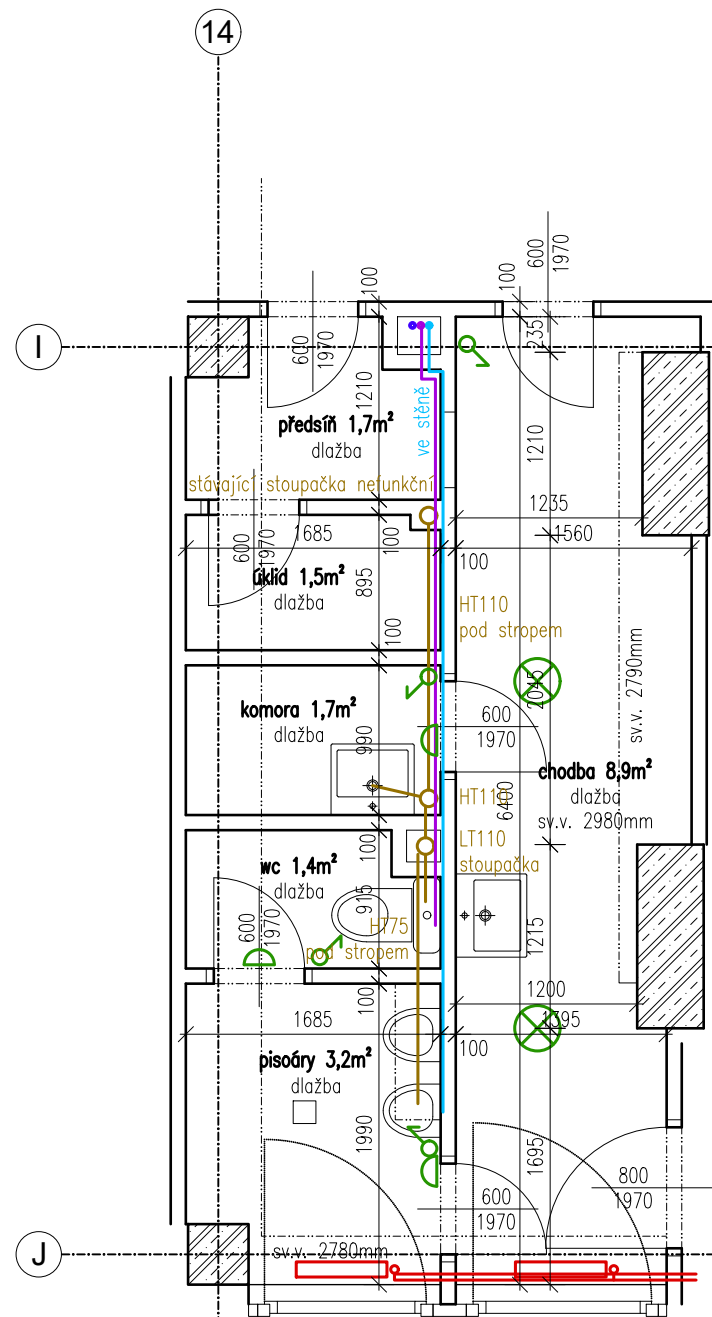 14
I
J
600
1970
100
100
600
1970
235
1210
1210
předsíň 1,7m²
dlažba
ve stěně
stávající stoupačka nefunkční
1235
1685
1560
600
1970
100
100
úklid 1,5m²
dlažba
895
100
HT110
pod stropem
komora 1,7m²
dlažba
990
600
1970
2045
sv.v. 2790mm
chodba 8,9m²
dlažba
sv.v. 2980mm
6400
HT110
LT110
stoupačka
100
wc 1,4m²
dlažba
915
HT75
pod stropem
600
1970
1215
100
1200
1685
1395
100
pisoáry 3,2m²
dlažba
1990
1695
600
1970
800
1970
sv.v. 2780mm